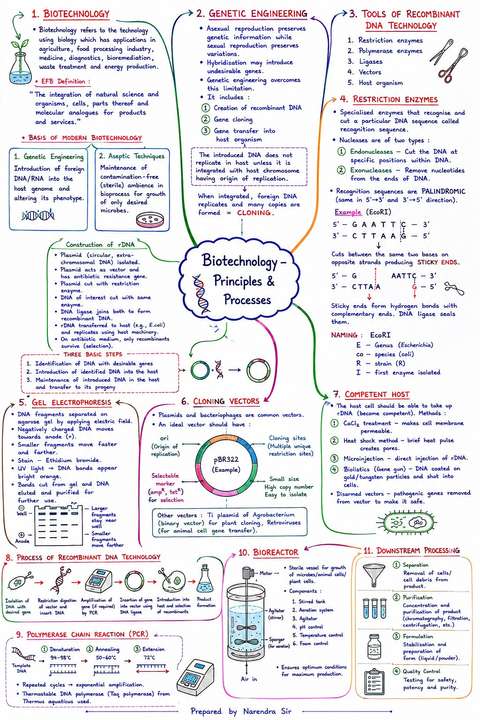 1. BIOTECHNOLOGY
• Biotechnology refers to the technology
using biology which has applications in
agriculture, food processing industry,
medicine, diagnostics, bioremediation,
waste treatment and energy production.
• EFB Definition :
"The integration of natural science and
organisms, cells, parts thereof and
molecular analogues for products
and services."
• BASIS OF MODERN BIOTECHNOLOGY
1. Genetic Engineering
Introduction of foreign
DNA/RNA into the
host genome and
altering its phenotype.
2. Aseptic Techniques
Maintenance of
contamination-free
(sterile) ambience in
bioprocess for growth
of only desired
microbes.
2. GENETIC ENGINEERING
• Asexual reproduction preserves
genetic information while
sexual reproduction preserves
variations.
• Hybridisation may introduce
undesirable genes.
• Genetic engineering overcomes
this limitation.
• It includes :
1 Creation of recombinant DNA
2 Gene cloning
3 Gene transfer into
host organism
The introduced DNA does not
replicate in host unless it is
integrated with host chromosome
having origin of replication.
When integrated, foreign DNA
replicates and many copies are
formed = CLONING.
3. TOOLS OF RECOMBINANT
DNA TECHNOLOGY
1. Restriction enzymes
2. Polymerase enzymes
3. Ligases
4. Vectors
5. Host organism
4. RESTRICTION ENZYMES
• Specialised enzymes that recognise and
cut a particular DNA sequence called
recognition sequence.
• Nucleases are of two types :
1 Endonucleases – Cut the DNA at
specific positions within DNA.
2 Exonucleases – Remove nucleotides
from the ends of DNA.
• Recognition sequences are PALINDROMIC
(same in 5'→3' and 3'→5' direction).
Example (EcoRI)
5' – G A A T T C – 3'
3' – C T T A A G – 5'
Cuts between the same two bases on
opposite strands producing STICKY ENDS.
5' – G AATTC – 3'
3' – CTTAA G – 5'
Sticky ends form hydrogen bonds with
complementary ends. DNA ligase seals
them.
NAMING : EcoRI
E – Genus (Escherichia)
co – species (coli)
R – strain (R)
I – first enzyme isolated
Construction of rDNA
• Plasmid (circular, extra-
chromosomal DNA) isolated.
• Plasmid acts as vector and
has antibiotic resistance gene.
• Plasmid cut with restriction
enzyme.
• DNA of interest cut with same
enzyme.
• DNA ligase joins both to form
recombinant DNA.
• rDNA transferred to host (e.g., E.coli) and
replicates using host machinery.
• On antibiotic medium, only recombinants
survive (selection).
THREE BASIC STEPS
1. Identification of DNA with desirable genes
2. Introduction of identified DNA into the host
3. Maintenance of introduced DNA in the host
and transfer to its progeny
Biotechnology –
Principles &
Processes
5. GEL ELECTROPHORESIS
• DNA fragments separated on
agarose gel by applying electric field.
• Negatively charged DNA moves
towards anode (+).
• Smaller fragments move faster
and farther.
• Stain – Ethidium bromide.
• UV light → DNA bands appear
bright orange.
• Bands cut from gel and DNA
eluted and purified for
further use.
Well
Anode
Larger
fragments
stay near
well
Smaller
fragments
move farther
6. CLONING VECTORS
• Plasmids and bacteriophages are common vectors.
• An ideal vector should have :
ori
(Origin of
replication)
Selectable
marker
(ampᴿ, tetᴿ)
for selection
pBR322
(Example)
Cloning sites
(Multiple unique
restriction sites)
Small size
High copy number
Easy to isolate
Other vectors : Ti plasmid of Agrobacterium
(binary vector) for plant cloning, Retroviruses
(for animal cell gene transfer).
7. COMPETENT HOST
• The host cell should be able to take up
rDNA (become competent). Methods :
1 CaCl₂ treatment – makes cell membrane
permeable.
2 Heat shock method – brief heat pulse
creates pores.
3 Microinjection – direct injection of rDNA.
4 Biolistics (Gene gun) – DNA coated on
gold/tungsten particles and shot into
cells.
• Disarmed vectors – pathogenic genes removed
from vector to make it safe.
8. PROCESS OF RECOMBINANT DNA TECHNOLOGY
Isolation of
DNA with
desired gene
Restriction digestion
of vector and
insert DNA
Amplification of
gene (if required)
by PCR
Insertion of gene
into vector using
DNA ligase
Introduction into
host and selection
of recombinants
Product
formation
9. POLYMERASE CHAIN REACTION (PCR)
Template
DNA
1 Denaturation
94-98°C
2 Annealing
50-60°C
3 Extension
72°C
• Repeated cycles → exponential amplification.
• Thermostable DNA polymerase (Taq polymerase) from
Thermus aquaticus used.
10. BIOREACTOR
Motor
Agitator
(stirrer)
Sparger
(for aeration)
Air in
• Sterile vessel for growth
of microbes/animal cells/
plant cells.
• Components :
1. Stirred tank
2. Aeration system
3. Agitator
4. pH control
5. Temperature control
6. Foam control
• Ensures optimum conditions
for maximum production.
11. DOWNSTREAM PROCESSING
1 Separation
Removal of cells/
cell debris from
product.
2 Purification
Concentration and
purification of product
(chromatography, filtration,
centrifugation, etc.)
3 Formulation
Stabilisation and
preparation of
form (liquid/powder).
4 Quality Control
Testing for safety,
potency and purity.
Prepared by Narendra Sir